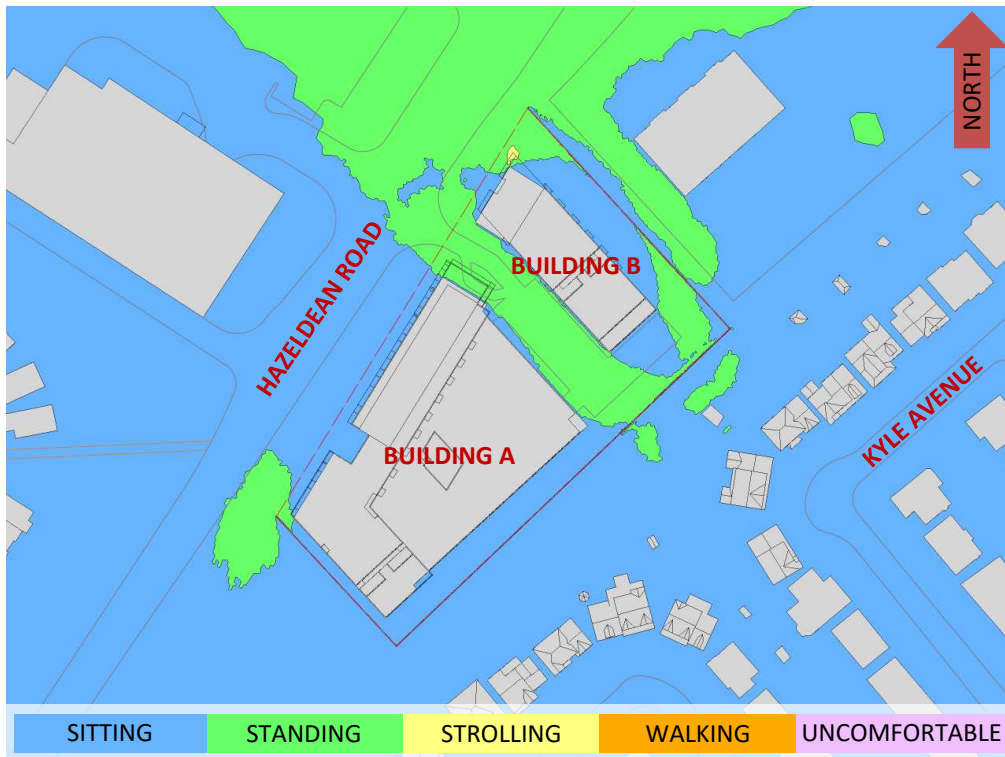 NORTH
HAZELDEAN ROAD
BUILDING B
BUILDING A
KYLE AVENUE
SITTING
STANDING
STROLLING
WALKING
UNCOMFORTABLE